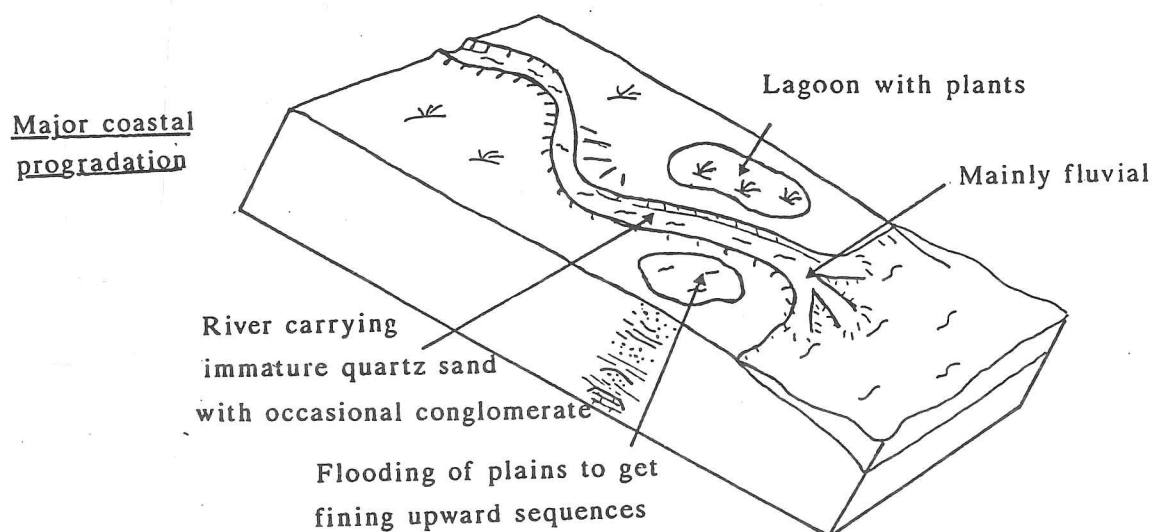 Major coastal
progradation
Lagoon with plants
Mainly fluvial
River carrying
immature quartz sand
with occasional conglomerate
Flooding of plains to get
fining upward sequences